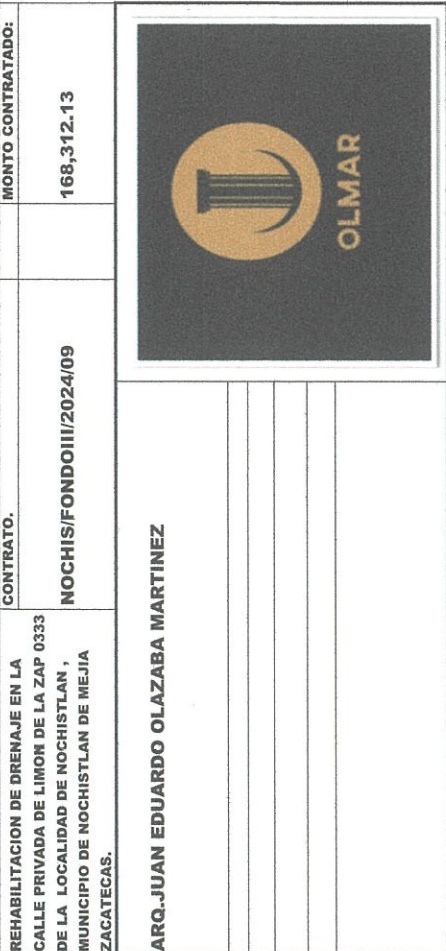 REHABILITACION DE DRENAJE EN LA
CALLE PRIVADA DE LIMON DE LA ZAP 0333
DE LA LOCALIDAD DE NOCHISTLAN ,
MUNICIPIO DE NOCHISTLAN DE MEJIA
ZACATECAS.
CONTRATO.
NOCHIS/FONDOIII/2024/09
MONTO CONTRATADO:
168,312.13
ARQ.JUAN EDUARDO OLAZABA MARTINEZ
OLMAR